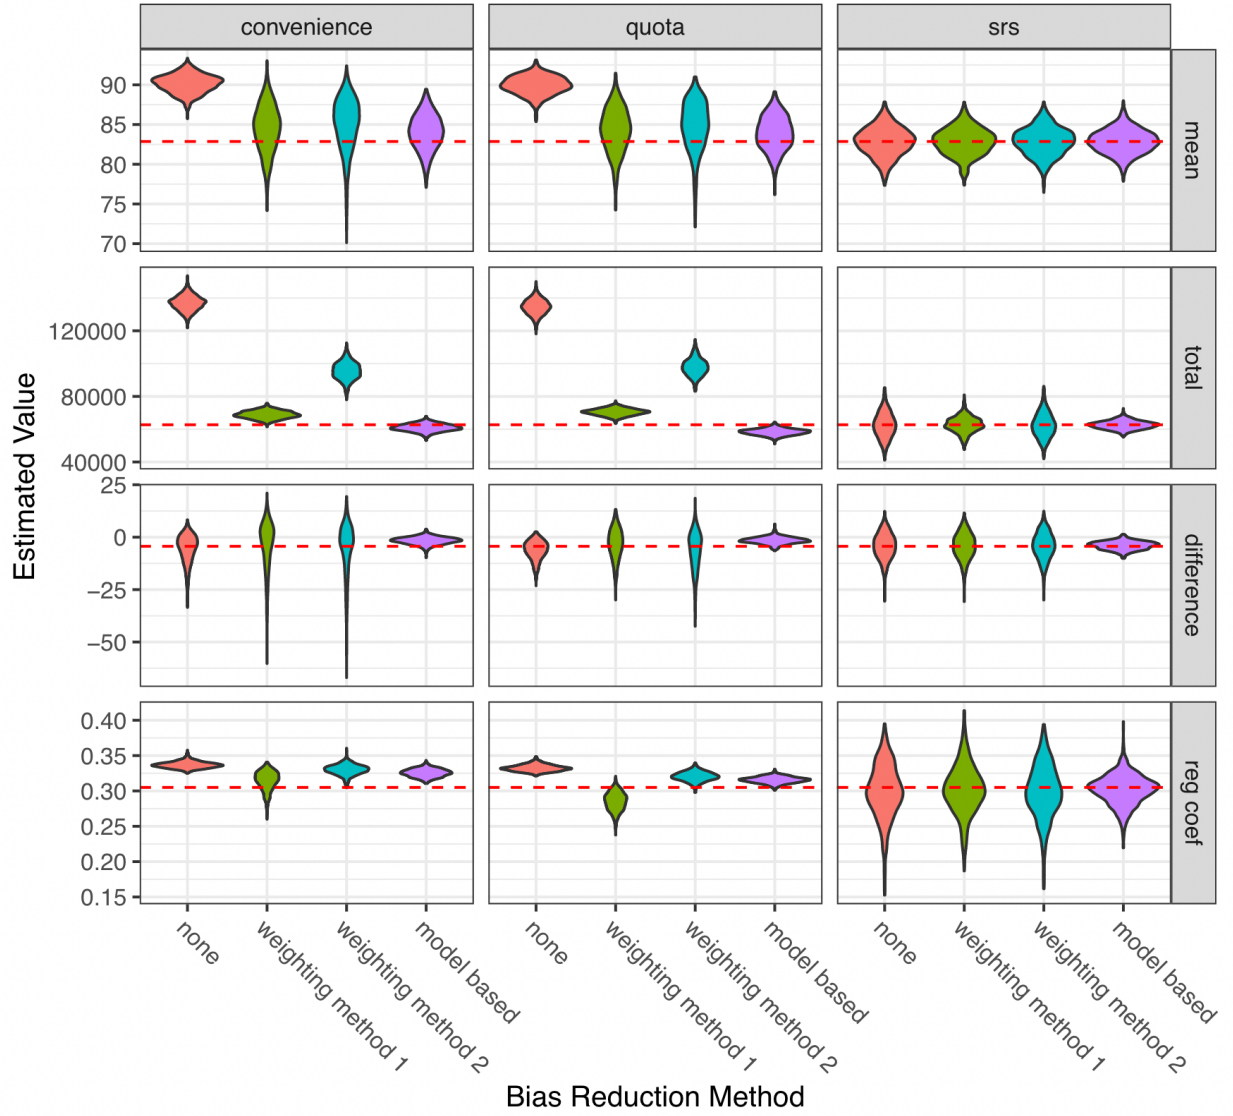 convenience
quota
srs
90
85
80
75
70
mean
120000
80000
40000
total
25
0
−25
−50
difference
0.40
0.35
0.30
0.25
0.20
0.15
reg coef
Estimated Value
none
weighting method 1
weighting method 2
model based
none
weighting method 1
weighting method 2
model based
none
weighting method 1
weighting method 2
model based
Bias Reduction Method